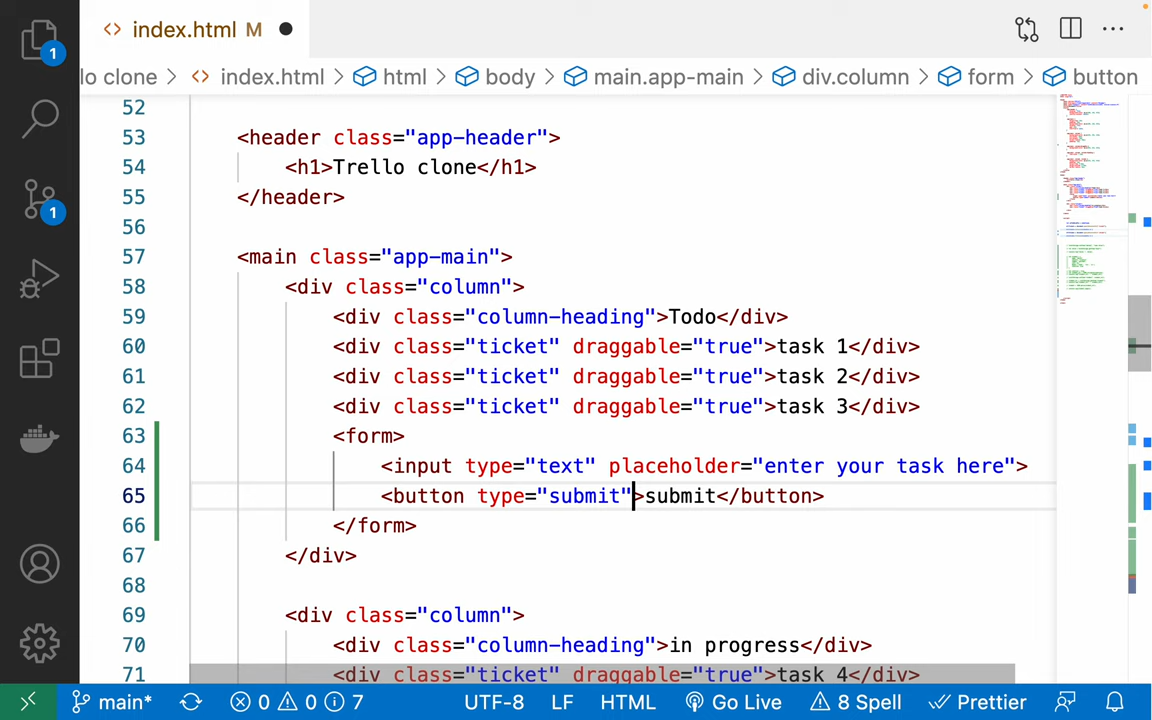 index.html M
1
lo clone > index.html > html > body > main.app-main > div.column > form > button
52
53 <header class="app-header">
54 <h1>Trello clone</h1>
55 </header>
56
57 <main class="app-main">
58 <div class="column">
59 <div class="column-heading">Todo</div>
60 <div class="ticket" draggable="true">task 1</div>
61 <div class="ticket" draggable="true">task 2</div>
62 <div class="ticket" draggable="true">task 3</div>
63 <form>
64 <input type="text" placeholder="enter your task here">
65 <button type="submit">submit</button>
66 </form>
67 </div>
68
69 <div class="column">
70 <div class="column-heading">in progress</div>
71 <div class="ticket" draggable="true">task 4</div>
1
main* 0 0 7 UTF-8 LF HTML Go Live 8 Spell Prettier